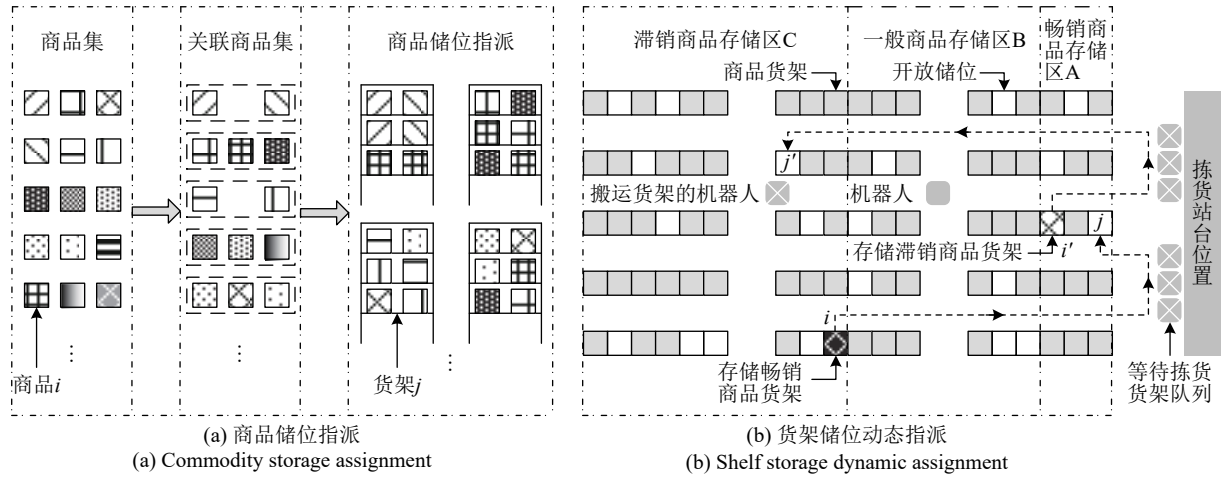 商品集
关联商品集
商品储位指派
商品i
⋮
⋮
货架j
⋮
(a) 商品储位指派
(a) Commodity storage assignment
滞销商品存储区C
一般商品存储区B
畅销商
品存储
区A
商品货架
开放储位
j′
搬运货架的机器人
机器人
j
存储滞销商品货架
i′
i
存储畅销
商品货架
拣货站台位置
等待拣货
货架队列
(b) 货架储位动态指派
(b) Shelf storage dynamic assignment